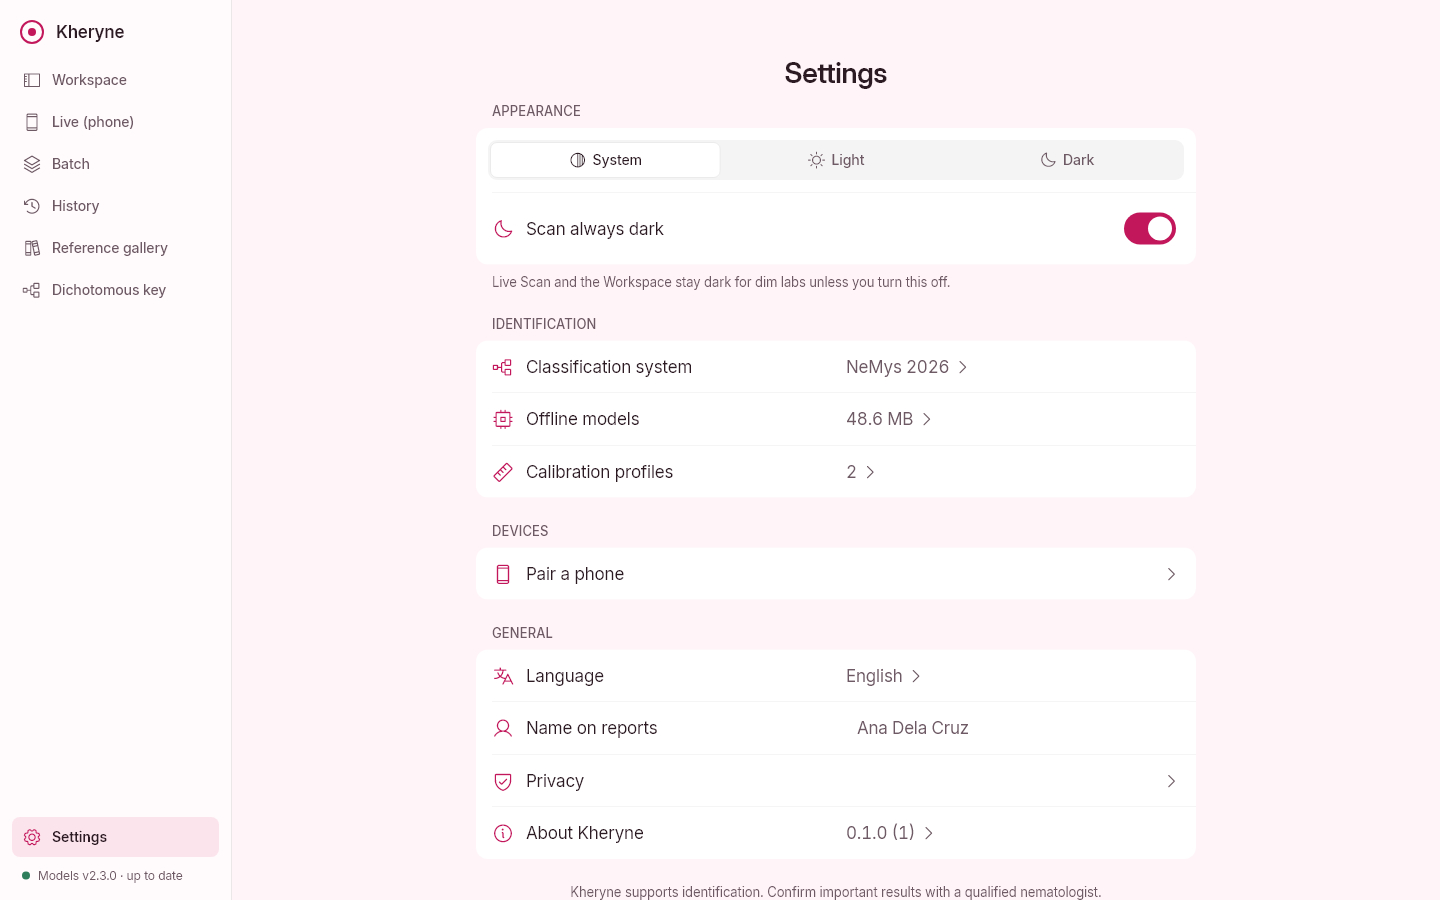 Kheryne
Workspace
Live (phone)
Batch
History
Reference gallery
Dichotomous key
Settings
Models v2.3.0 · up to date
Settings
APPEARANCE
System
Light
Dark
Scan always dark
Live Scan and the Workspace stay dark for dim labs unless you turn this off.
IDENTIFICATION
Classification system
NeMys 2026
Offline models
48.6 MB
Calibration profiles
2
DEVICES
Pair a phone
GENERAL
Language
English
Name on reports
Ana Dela Cruz
Privacy
About Kheryne
0.1.0 (1)
Kheryne supports identification. Confirm important results with a qualified nematologist.